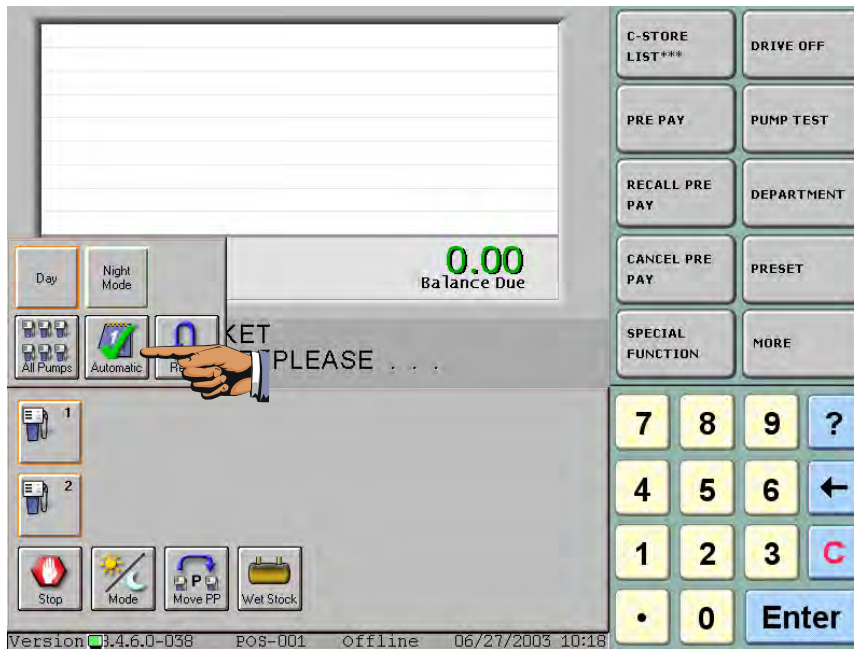 0.00
Balance Due
Day
Night
Mode
All Pumps
Automatic
KET
PLEASE . . .
1
2
Stop
Mode
P
Move PP
Wet Stock
Version 3.4.6.0-038 POS-001 Offline 06/27/2003 10:18
C-STORE
LIST***
DRIVE OFF
PRE PAY
PUMP TEST
RECALL PRE
PAY
DEPARTMENT
CANCEL PRE
PAY
PRESET
SPECIAL
FUNCTION
MORE
7 8 9 ?
4 5 6 ←
1 2 3 C
• 0 Enter